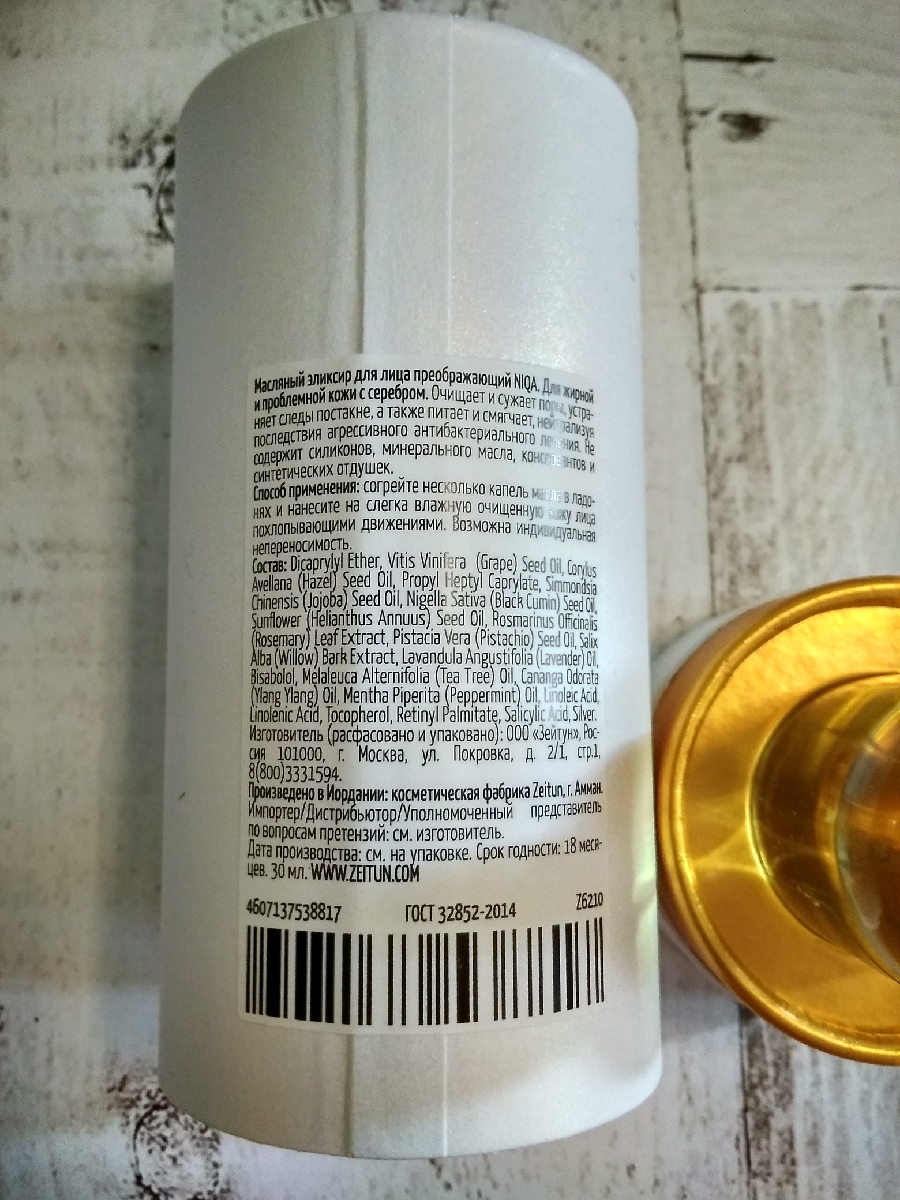 Масляный эликсир для лица преображающий NIQA. Для жирной
и проблемной кожи с серебром. Очищает и сужает поры, устра-
няет следы постакне, а также питает и смягчает, нейтрализуя
последствия агрессивного антибактериального лечения. Не
содержит силиконов, минерального масла, консервантов и
синтетических отдушек.
Способ применения: согрейте несколько капель масла в ладо-
нях и нанесите на слегка влажную очищенную кожу лица
похлопывающими движениями. Возможна индивидуальная
непереносимость.
Состав: Dicaprylyl Ether, Vitis Vinifera (Grape) Seed Oil, Corylus
Avellana (Hazel) Seed Oil, Propyl Heptyl Caprylate, Simmondsia
Chinensis (Jojoba) Seed Oil, Nigella Sativa (Black Cumin) Seed Oil,
Sunflower (Helianthus Annuus) Seed Oil, Rosmarinus Officinalis
(Rosemary) Leaf Extract, Pistacia Vera (Pistachio) Seed Oil, Salix
Alba (Willow) Bark Extract, Lavandula Angustifolia (Lavender) Oil,
Bisabolol, Melaleuca Alternifolia (Tea Tree) Oil, Cananga Odorata
(Ylang Ylang) Oil, Mentha Piperita (Peppermint) Oil, Linoleic Acid,
Linolenic Acid, Tocopherol, Retinyl Palmitate, Salicylic Acid, Silver.
Изготовитель (расфасовано и упаковано): ООО «Зейтун», Рос-
сия 101000, г. Москва, ул. Покровка, д. 2/1, стр.1,
8(800)3331594.
Произведено в Иордании: косметическая фабрика Zeitun, г. Амман.
Импортер/Дистрибьютор/Уполномоченный представитель
по вопросам претензий: см. изготовитель.
Дата производства: см. на упаковке. Срок годности: 18 меся-
цев. 30 мл. WWW.ZEITUN.COM
4607137538817 ГОСТ 32852-2014 Z6210